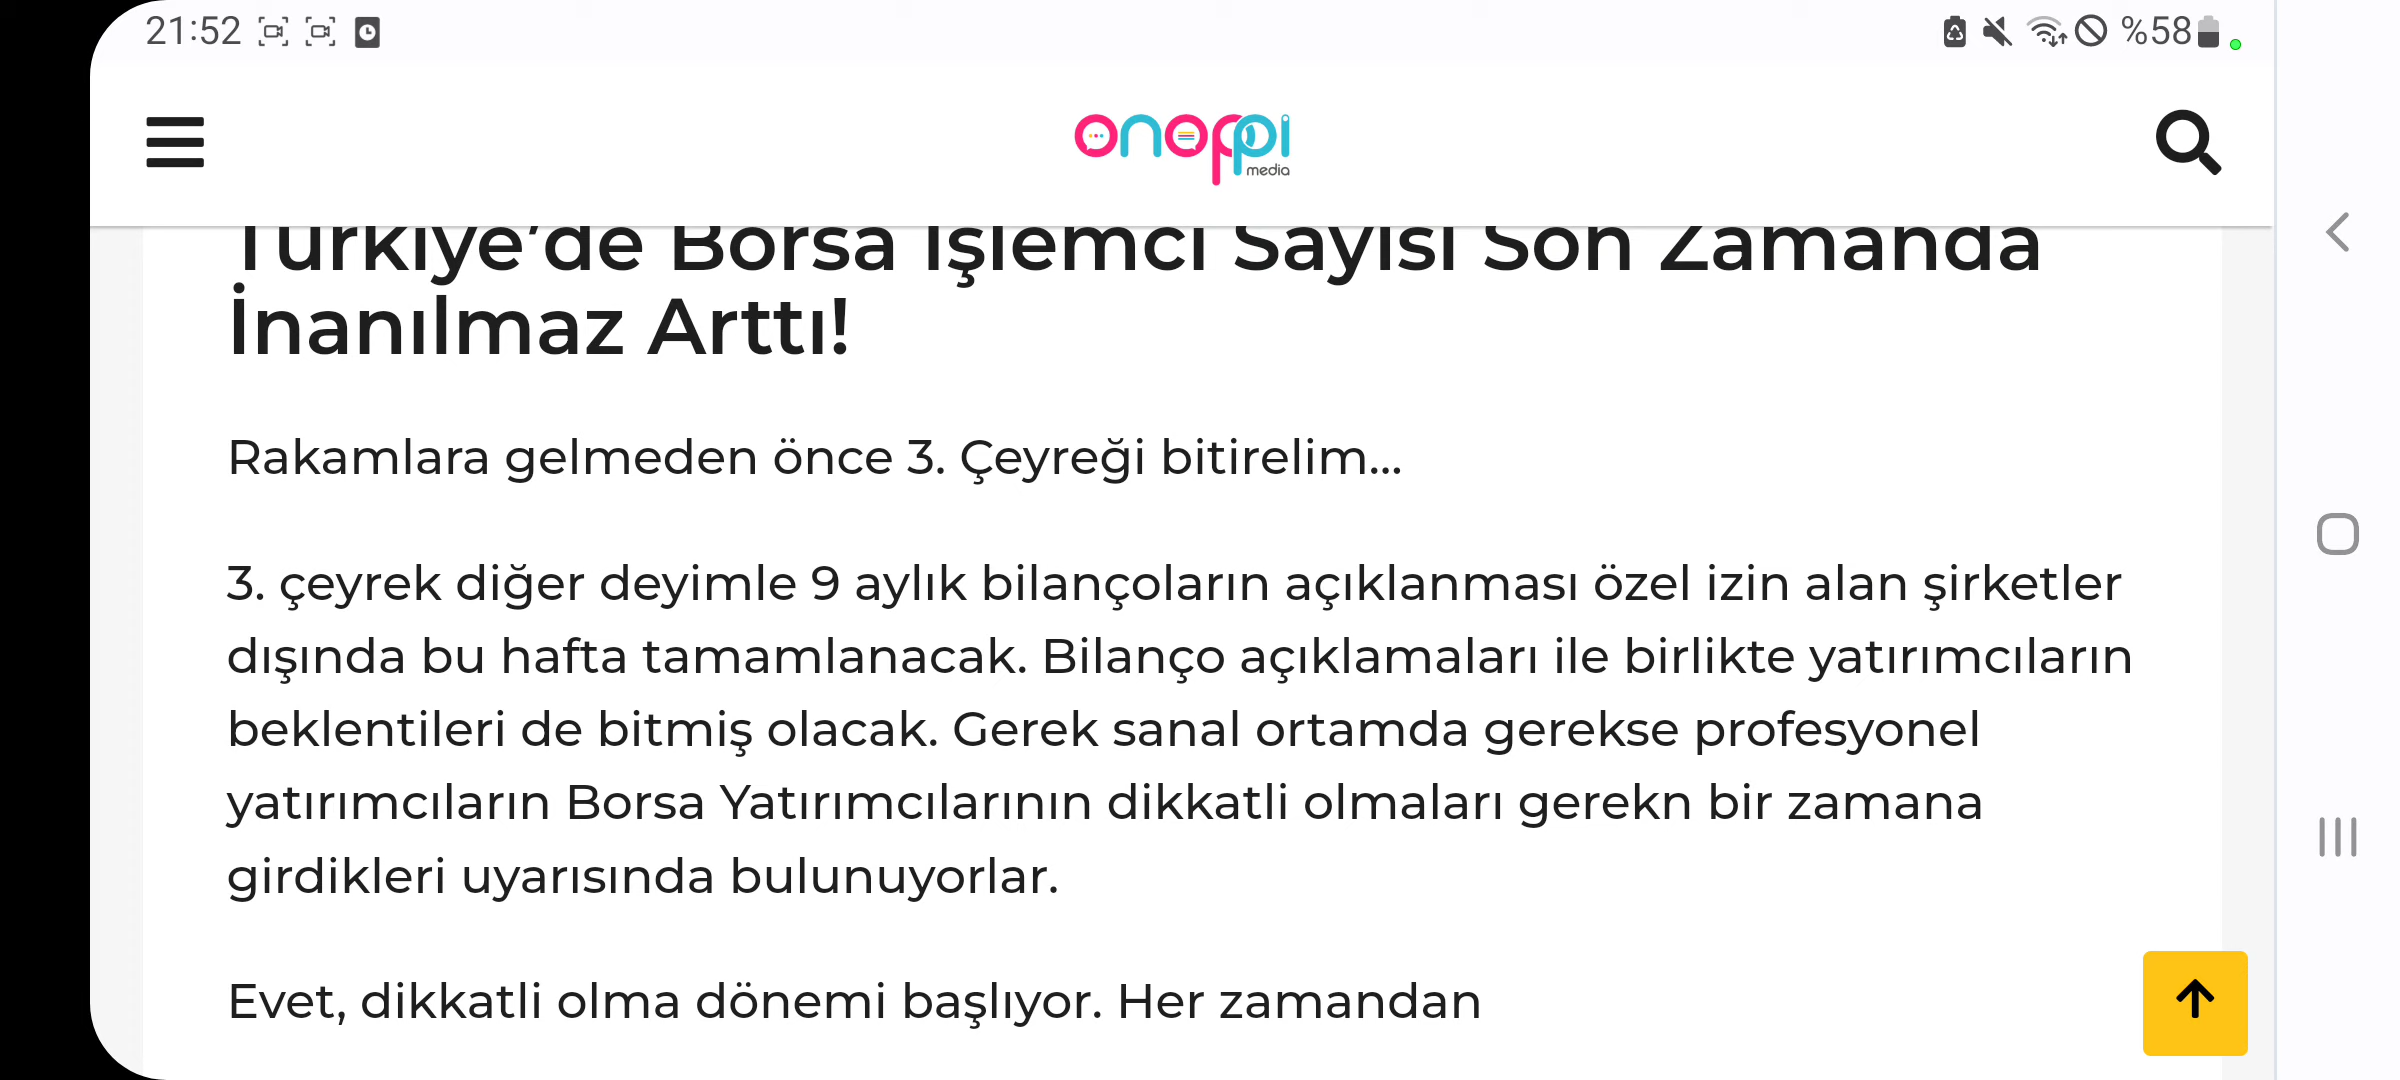 21:52 %58
onoppi
media
Türkiye’de Borsa İşlemci Sayısı Son Zamanda
İnanılmaz Arttı!
Rakamlara gelmeden önce 3. Çeyreği bitirelim…
3. çeyrek diğer deyimle 9 aylık bilançoların açıklanması özel izin alan şirketler
dışında bu hafta tamamlanacak. Bilanço açıklamaları ile birlikte yatırımcıların
beklentileri de bitmiş olacak. Gerek sanal ortamda gerekse profesyonel
yatırımcıların Borsa Yatırımcılarının dikkatli olmaları gerekn bir zamana
girdikleri uyarısında bulunuyorlar.
Evet, dikkatli olma dönemi başlıyor. Her zamandan